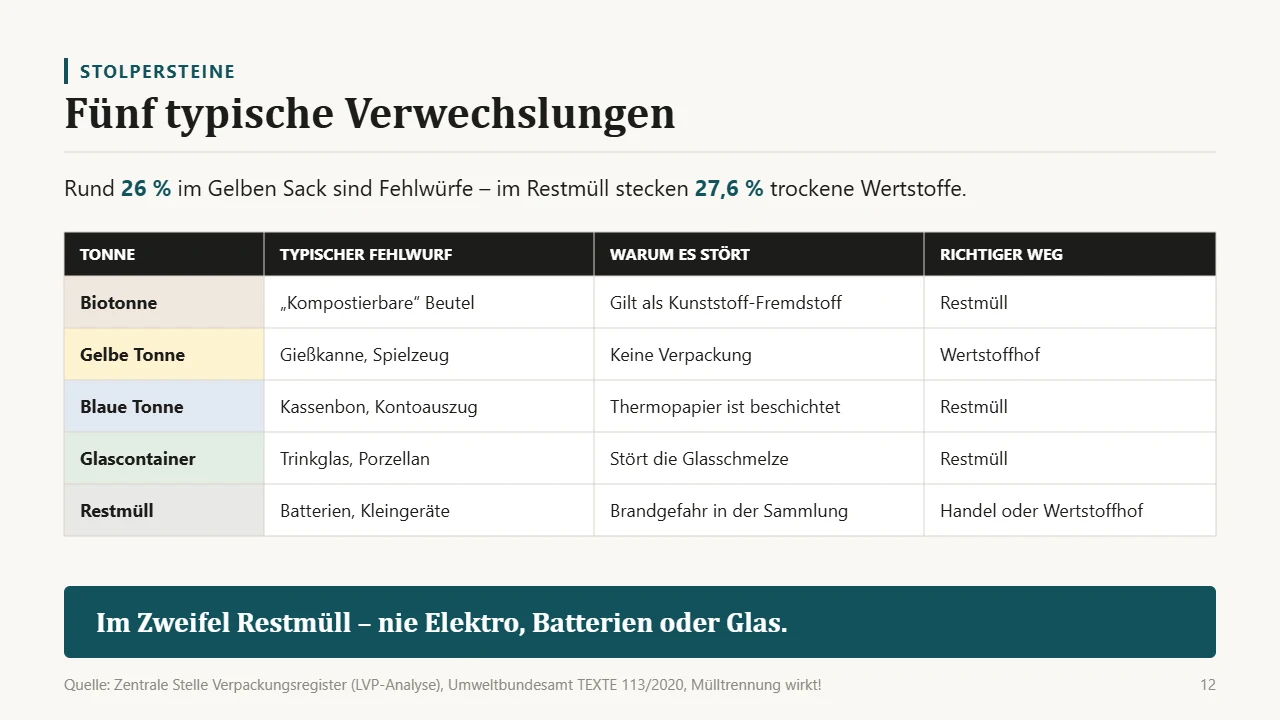 STOLPERSTEINE
Fünf typische Verwechslungen
Rund 26 % im Gelben Sack sind Fehlwürfe – im Restmüll stecken 27,6 % trockene Wertstoffe.
TONNE TYPISCHER FEHLWURF WARUM ES STÖRT RICHTIGER WEG
Biotonne „Kompostierbare“ Beutel Gilt als Kunststoff-Fremdstoff Restmüll
Gelbe Tonne Gießkanne, Spielzeug Keine Verpackung Wertstoffhof
Blaue Tonne Kassenbon, Kontoauszug Thermopapier ist beschichtet Restmüll
Glascontainer Trinkglas, Porzellan Stört die Glasschmelze Restmüll
Restmüll Batterien, Kleingeräte Brandgefahr in der Sammlung Handel oder Wertstoffhof
Im Zweifel Restmüll – nie Elektro, Batterien oder Glas.
Quelle: Zentrale Stelle Verpackungsregister (LVP-Analyse), Umweltbundesamt TEXTE 113/2020, Mülltrennung wirkt! 12